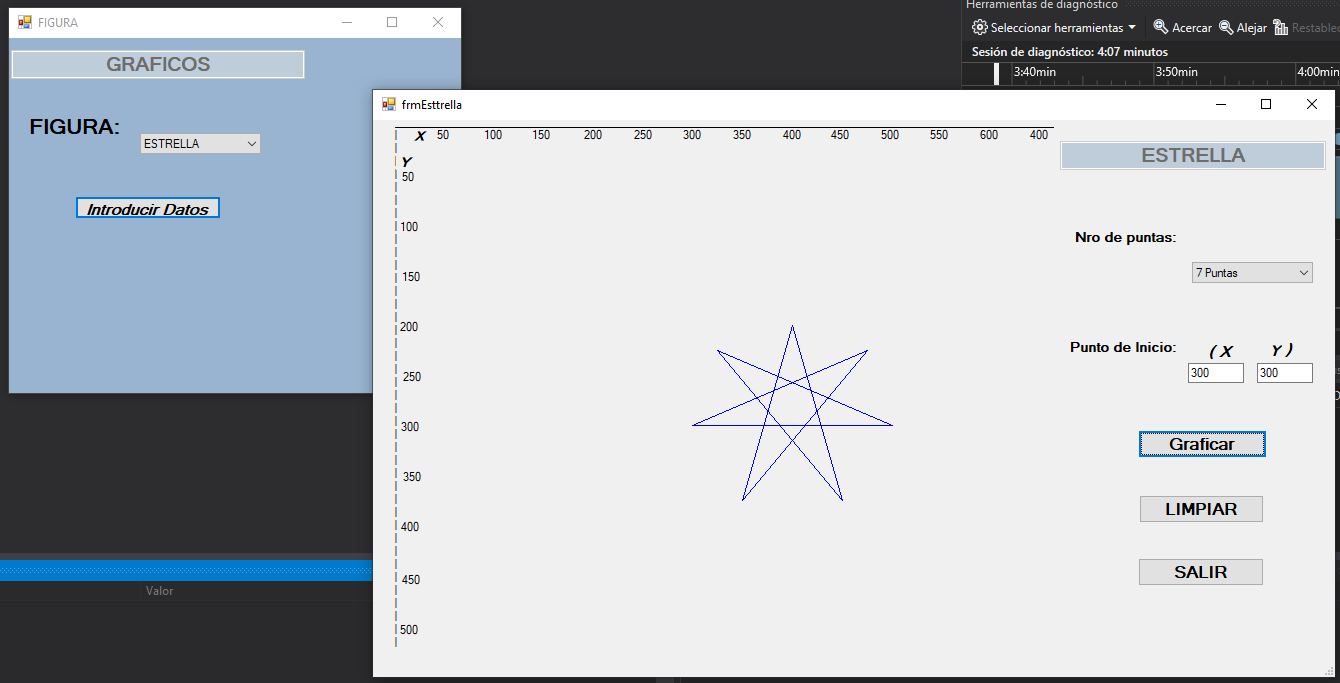 FIGURA
GRAFICOS
FIGURA:
ESTRELLA
Introducir Datos
Valor
Herramientas de diagnóstico
Seleccionar herramientas
Acercar
Alejar
Sesión de diagnóstico: 4:07 minutos
3:40min
3:50min
4:00min
frmEsttrella
X 50 100 150 200 250 300 350 400 450 500 550 600 400
Y
50
100
150
200
250
300
350
400
450
500
ESTRELLA
Nro de puntas:
7 Puntas
Punto de Inicio: ( X Y )
300 300
Graficar
LIMPIAR
SALIR